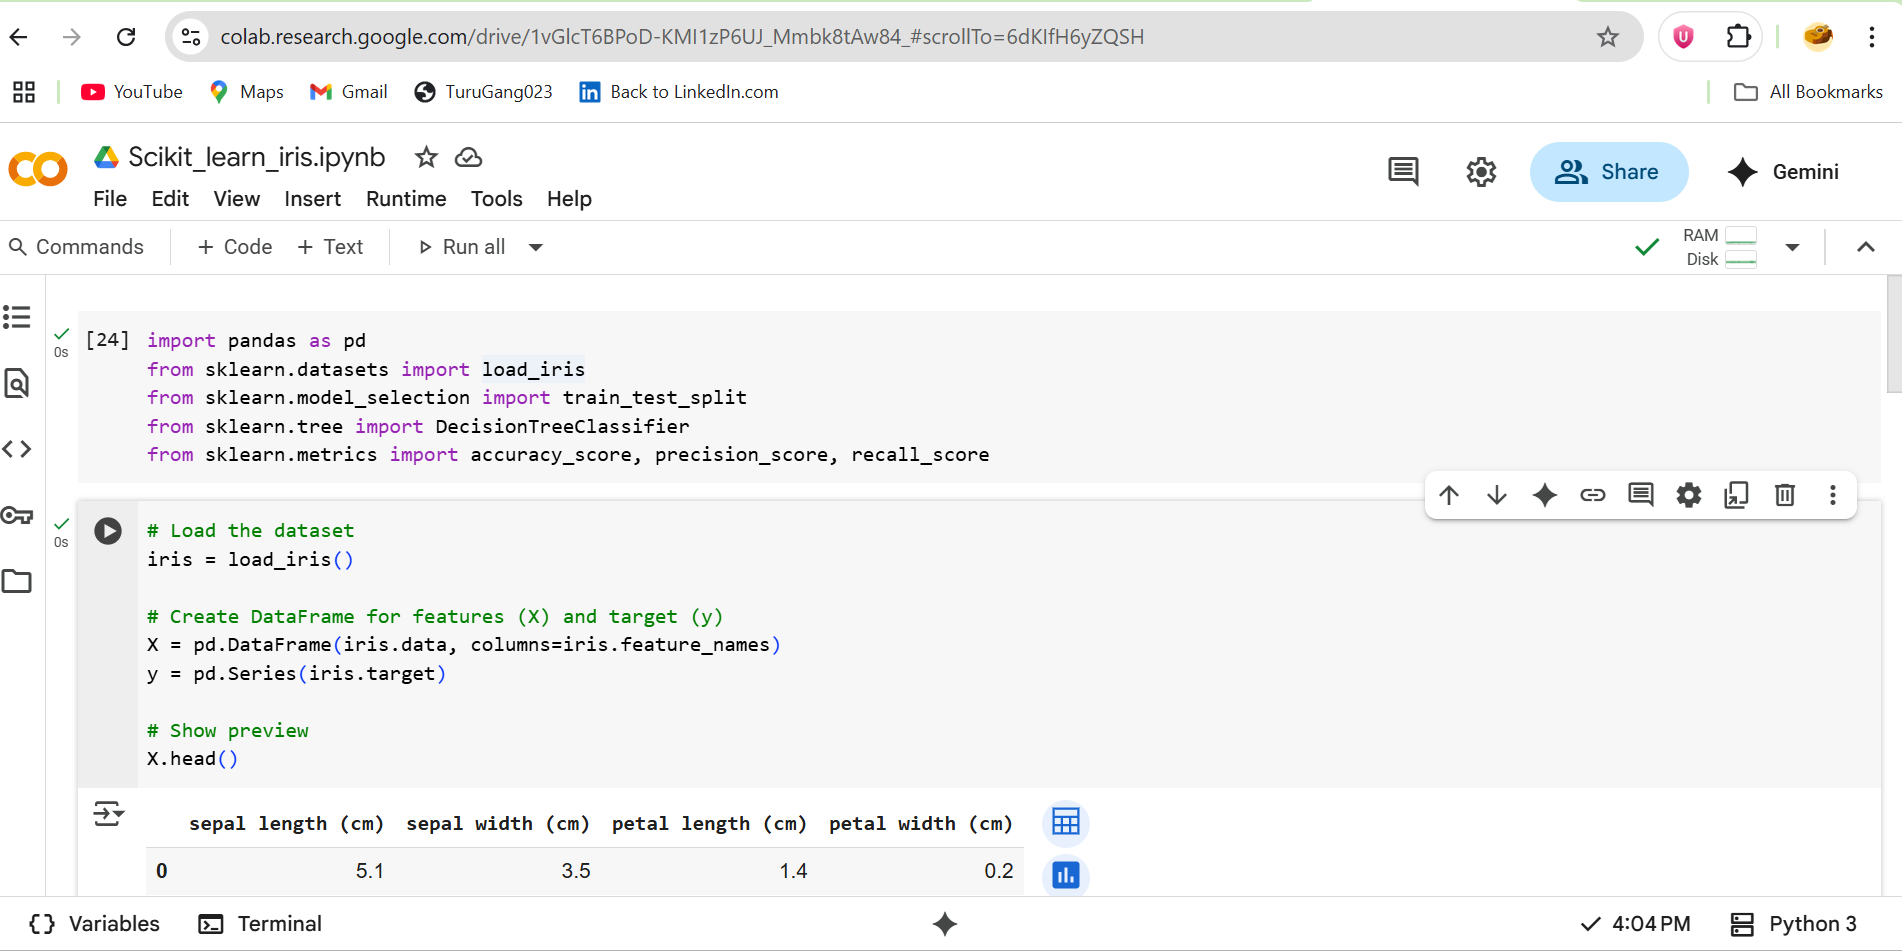 colab.research.google.com/drive/1vGlcT6BPoD-KMI1zP6UJ_Mmbk8tAw84_#scrollTo=6dKIfH6yZQSH
YouTube Maps Gmail TuruGang023 Back to LinkedIn.com All Bookmarks
Scikit_learn_iris.ipynb
File Edit View Insert Runtime Tools Help
Share Gemini
Commands + Code + Text Run all
RAM
Disk
[24] import pandas as pd
0s
from sklearn.datasets import load_iris
from sklearn.model_selection import train_test_split
from sklearn.tree import DecisionTreeClassifier
from sklearn.metrics import accuracy_score, precision_score, recall_score
0s
# Load the dataset
iris = load_iris()
# Create DataFrame for features (X) and target (y)
X = pd.DataFrame(iris.data, columns=iris.feature_names)
y = pd.Series(iris.target)
# Show preview
X.head()
sepal length (cm) sepal width (cm) petal length (cm) petal width (cm)
0 5.1 3.5 1.4 0.2
{} Variables Terminal 4:04 PM Python 3